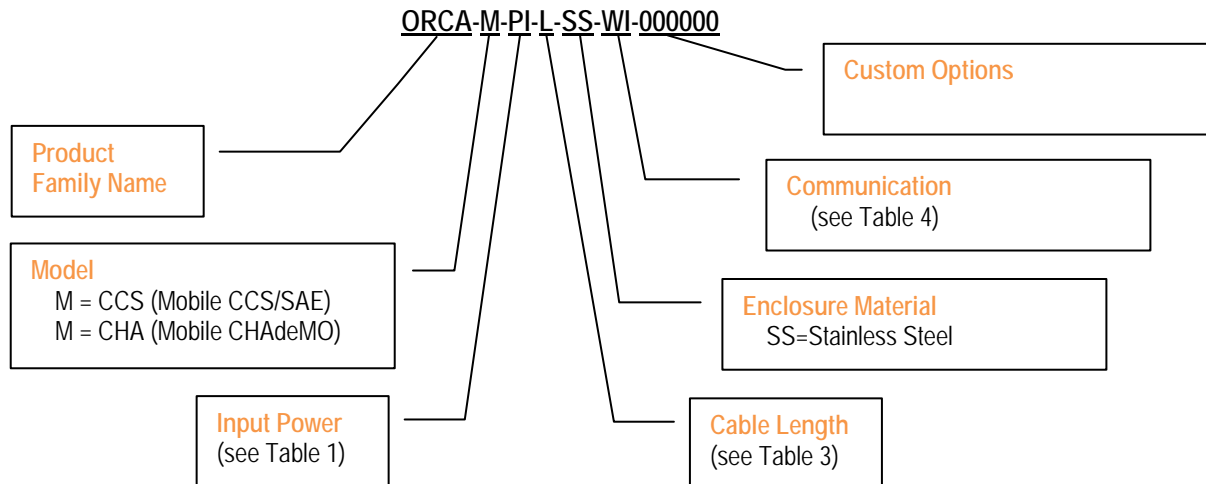 ORCA-M-PI-L-SS-WI-000000
Custom Options
Product
Family Name
Communication
(see Table 4)
Model
M = CCS (Mobile CCS/SAE)
M = CHA (Mobile CHAdeMO)
Enclosure Material
SS=Stainless Steel
Input Power
(see Table 1)
Cable Length
(see Table 3)